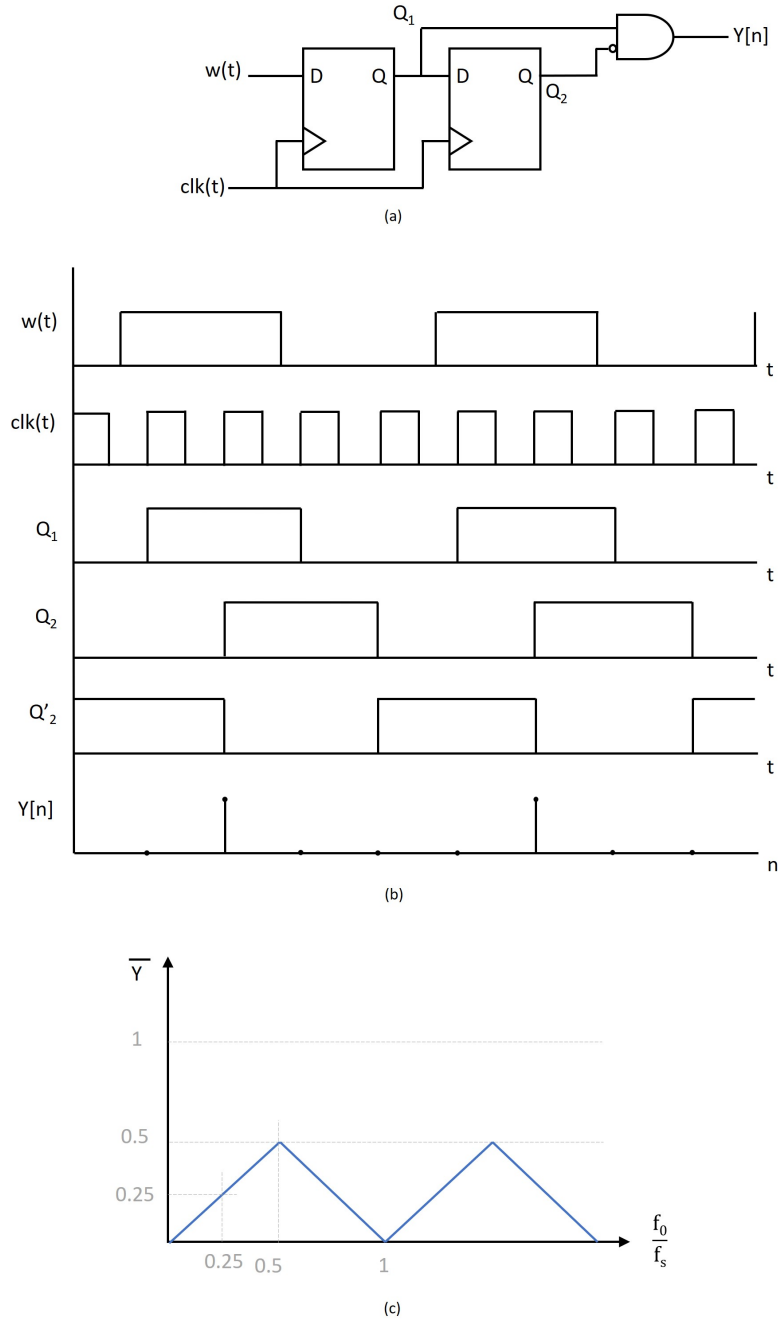 Q1
Y[n]
w(t) D Q D Q
Q2
clk(t)
(a)
w(t)
t
clk(t)
t
Q1
t
Q2
t
Q′2
t
Y[n]
n
(b)
Y
1
0.5
0.25
0.25 0.5 1
f0
fs
(c)